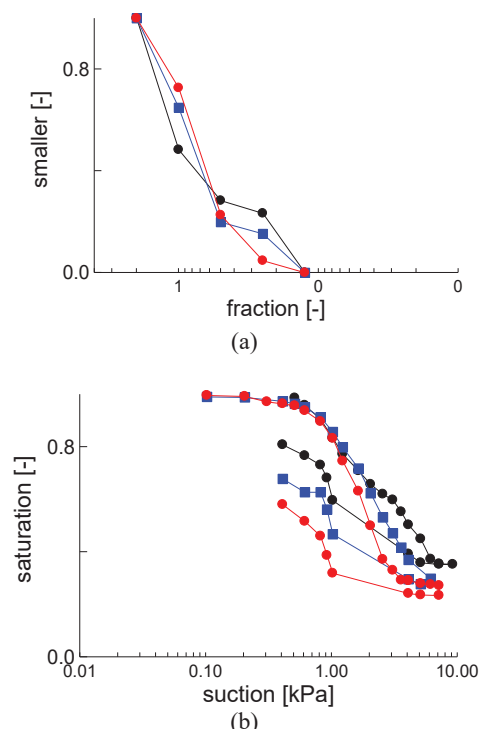 0.8
smaller [-]
0.0
1
0
0
fraction [-]
(a)
0.8
saturation [-]
0.0
0.01
0.10
1.00
10.00
suction [kPa]
(b)